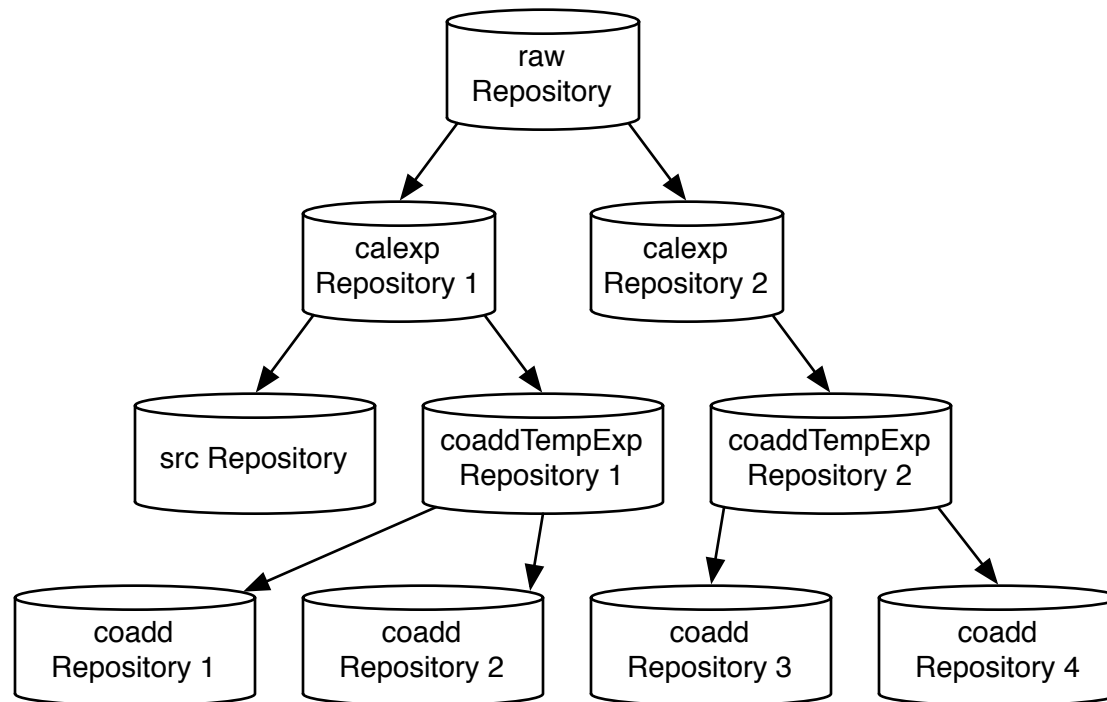 raw
Repository
calexp
Repository 1
calexp
Repository 2
src Repository
coaddTempExp
Repository 1
coaddTempExp
Repository 2
coadd
Repository 1
coadd
Repository 2
coadd
Repository 3
coadd
Repository 4